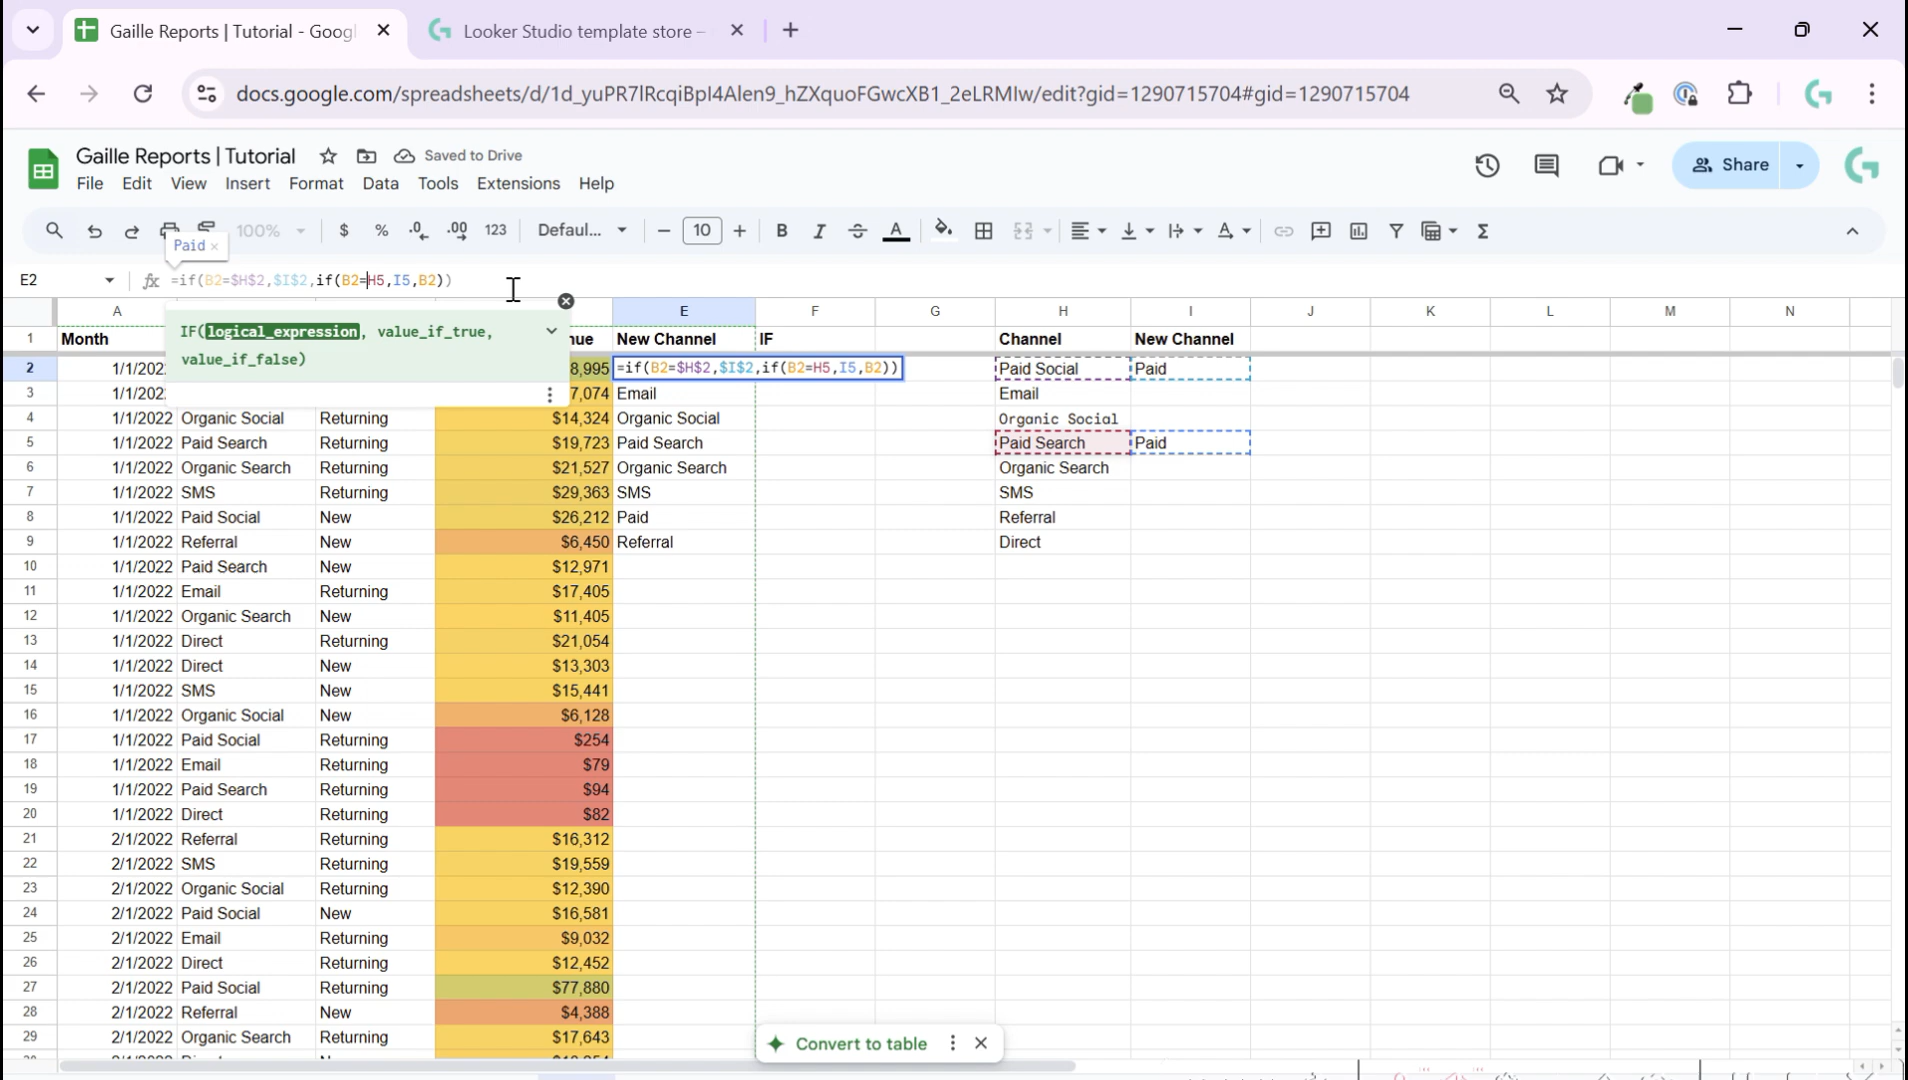 Gaille Reports | Tutorial - Goog
Looker Studio template store –
docs.google.com/spreadsheets/d/1d_yuPR7lRcqiBpI4Alen9_hZXquoFGwcXB1_2eLRMIw/edit?gid=1290715704#gid=1290715704
Gaille Reports | Tutorial
Saved to Drive
File Edit View Insert Format Data Tools Extensions Help
Share
100% $ % .0 .00 123 Defaul... 10 B I A Σ
Paid ×
E2 fx =if(B2=$H$2,$I$2,if(B2=H5,I5,B2))
IF(logical_expression, value_if_true,
value_if_false)
A E F G H I J K L M N
1 Month nue New Channel IF Channel New Channel
2 1/1/202 8,995 =if(B2=$H$2,$I$2,if(B2=H5,I5,B2)) Paid Social Paid
3 1/1/202 7,074 Email Email
4 1/1/2022 Organic Social Returning $14,324 Organic Social Organic Social
5 1/1/2022 Paid Search Returning $19,723 Paid Search Paid Search Paid
6 1/1/2022 Organic Search Returning $21,527 Organic Search Organic Search
7 1/1/2022 SMS Returning $29,363 SMS SMS
8 1/1/2022 Paid Social New $26,212 Paid Referral
9 1/1/2022 Referral New $6,450 Referral Direct
10 1/1/2022 Paid Search New $12,971
11 1/1/2022 Email Returning $17,405
12 1/1/2022 Organic Search New $11,405
13 1/1/2022 Direct Returning $21,054
14 1/1/2022 Direct New $13,303
15 1/1/2022 SMS New $15,441
16 1/1/2022 Organic Social New $6,128
17 1/1/2022 Paid Social Returning $254
18 1/1/2022 Email Returning $79
19 1/1/2022 Paid Search Returning $94
20 1/1/2022 Direct Returning $82
21 2/1/2022 Referral Returning $16,312
22 2/1/2022 SMS Returning $19,559
23 2/1/2022 Organic Social Returning $12,390
24 2/1/2022 Paid Social New $16,581
25 2/1/2022 Email Returning $9,032
26 2/1/2022 Direct Returning $12,452
27 2/1/2022 Paid Social Returning $77,880
28 2/1/2022 Referral New $4,388
29 2/1/2022 Organic Search Returning $17,643
Convert to table